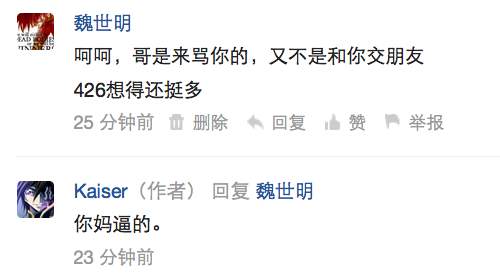 魏世明
呵呵，哥是来骂你的，又不是和你交朋友
426想得还挺多
25 分钟前 删除 回复 赞 举报
Kaiser（作者） 回复 魏世明
你妈逼的。
23 分钟前